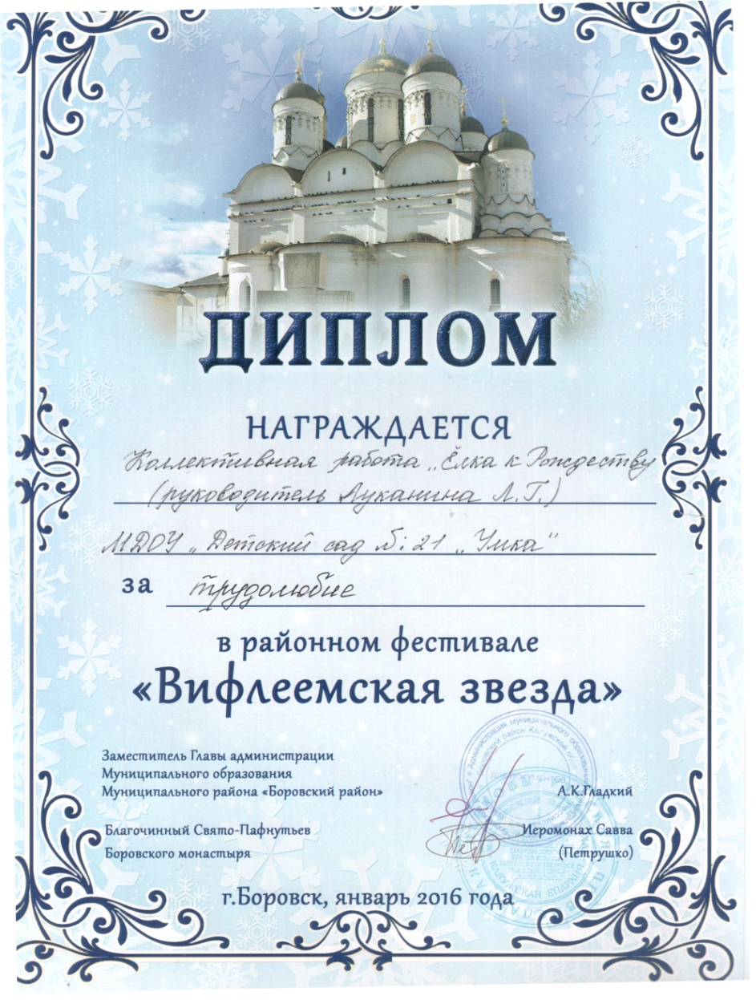 ДИПЛОМ
НАГРАЖДАЕТСЯ
Коллективная работа „Ёлка к Рождеству
(руководитель Луканина Л.Г.)
МДОУ „Детский сад №: 21 „Умка"
за трудолюбие
в районном фестивале
«Вифлеемская звезда»
Заместитель Главы администрации
Муниципального образования
Муниципального района «Боровский район»
А.К.Гладкий
Благочинный Свято-Пафнутьев
Боровского монастыря
Иеромонах Савва
(Петрушко)
г.Боровск, январь 2016 года